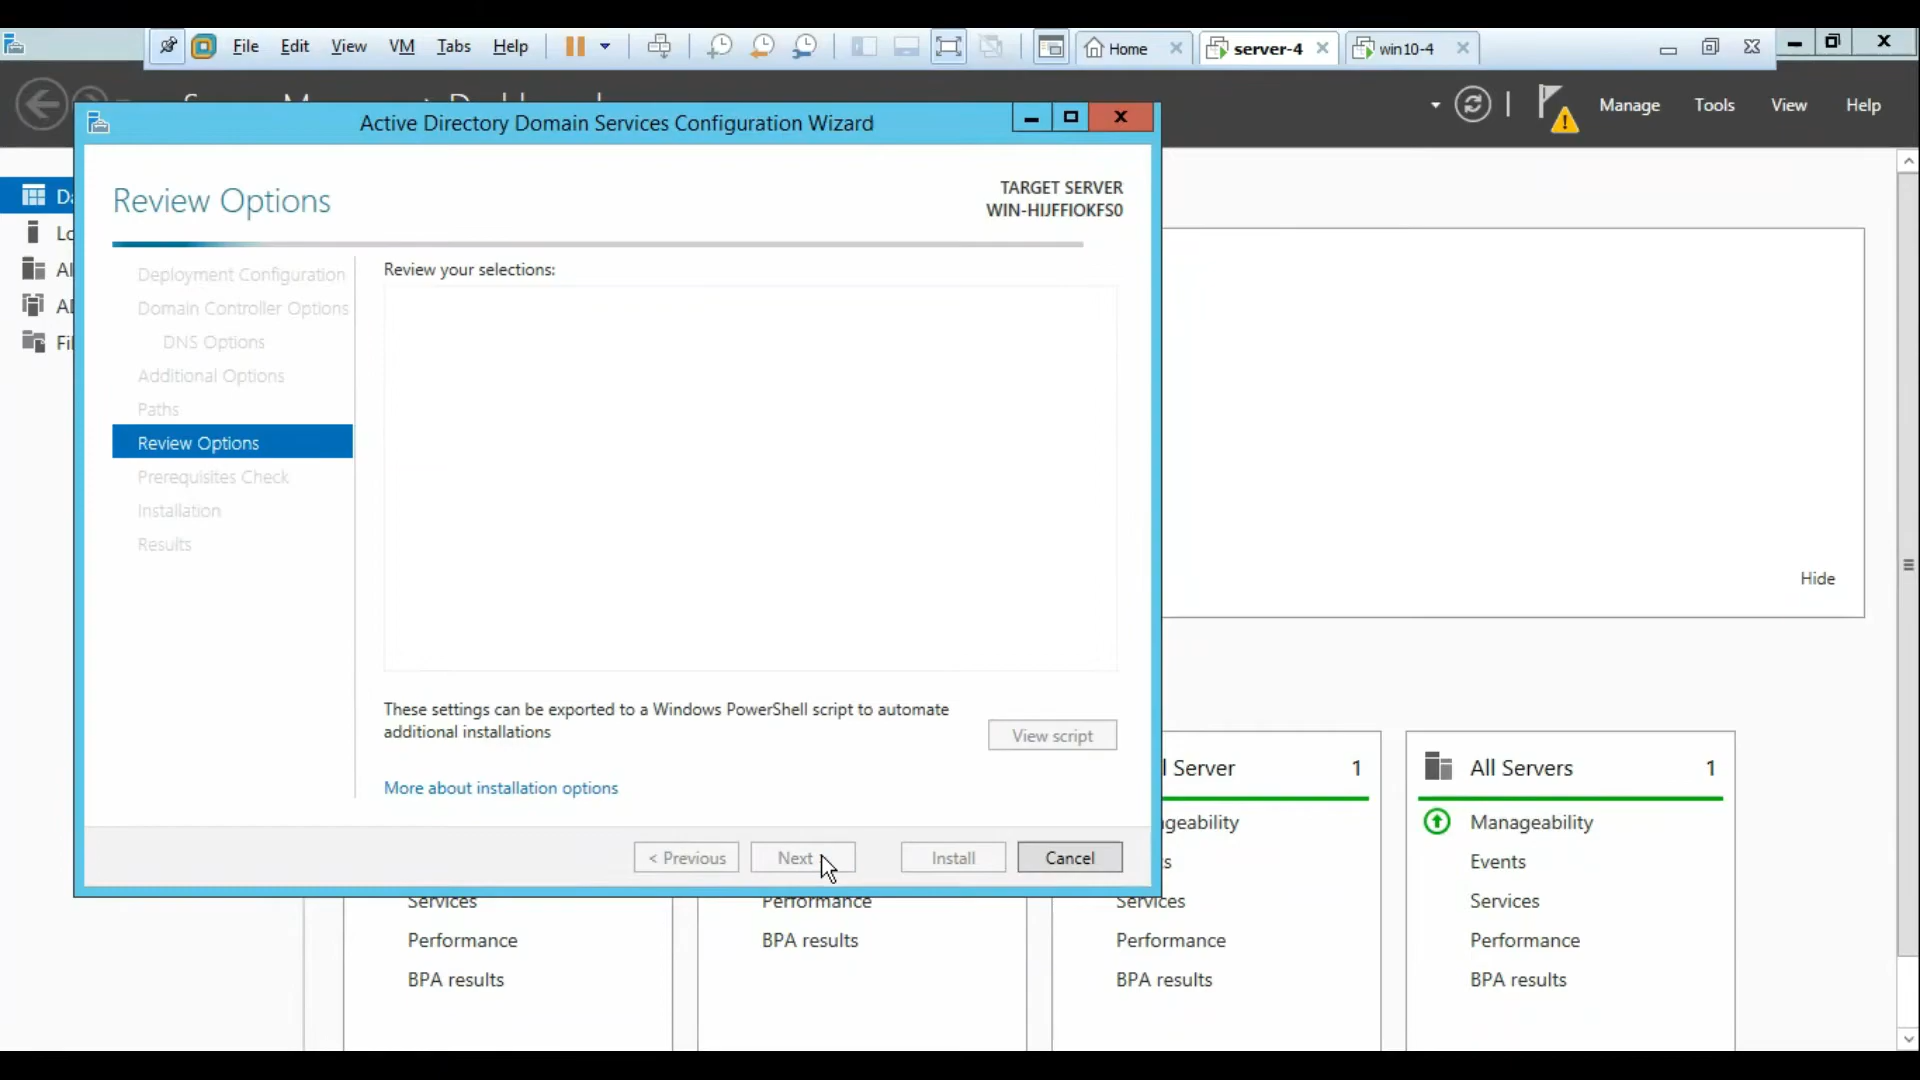 File Edit View VM Tabs Help
Home
server-4
win10-4
Manage Tools View Help
Active Directory Domain Services Configuration Wizard
Review Options
TARGET SERVER
WIN-HIJFFIOKFS0
Deployment Configuration
Domain Controller Options
DNS Options
Additional Options
Paths
Review Options
Prerequisites Check
Installation
Results
Review your selections:
These settings can be exported to a Windows PowerShell script to automate
additional installations
View script
More about installation options
< Previous
Next
Install
Cancel
Hide
Server 1
All Servers 1
Manageability
Events
Services
Performance
BPA results
Services
Performance
BPA results
Performance
BPA results
Services
Performance
BPA results